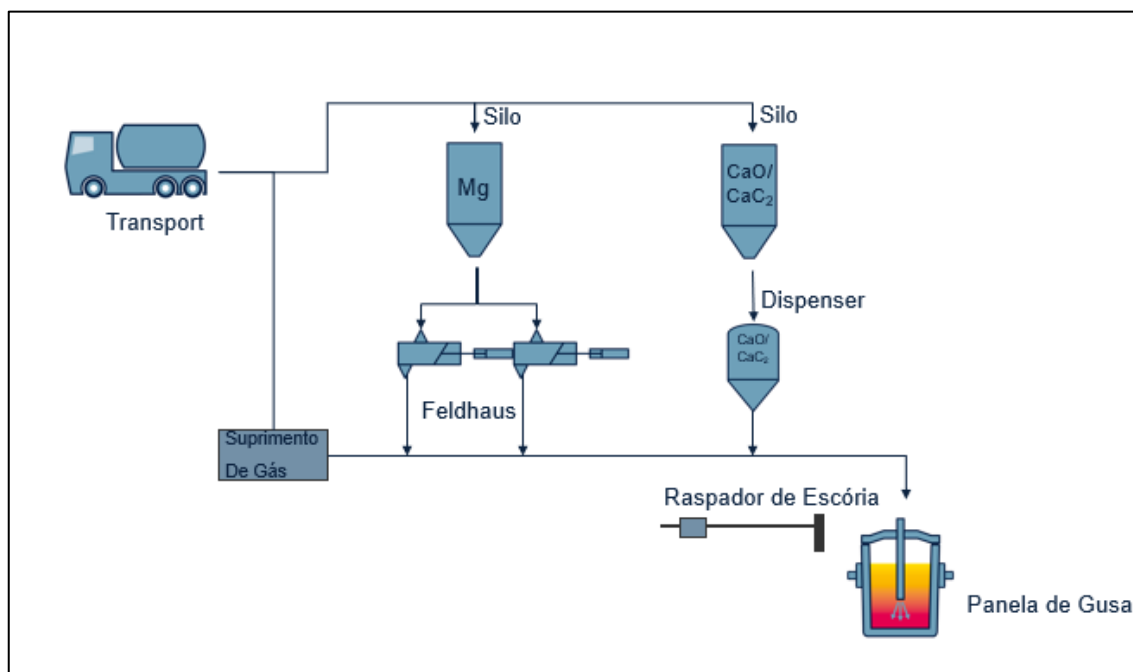 Silo
Silo
Transport
Mg
CaO/
CaC₂
Dispenser
CaO/
CaC₂
Feldhaus
Suprimento
De Gás
Raspador de Escória
Panela de Gusa